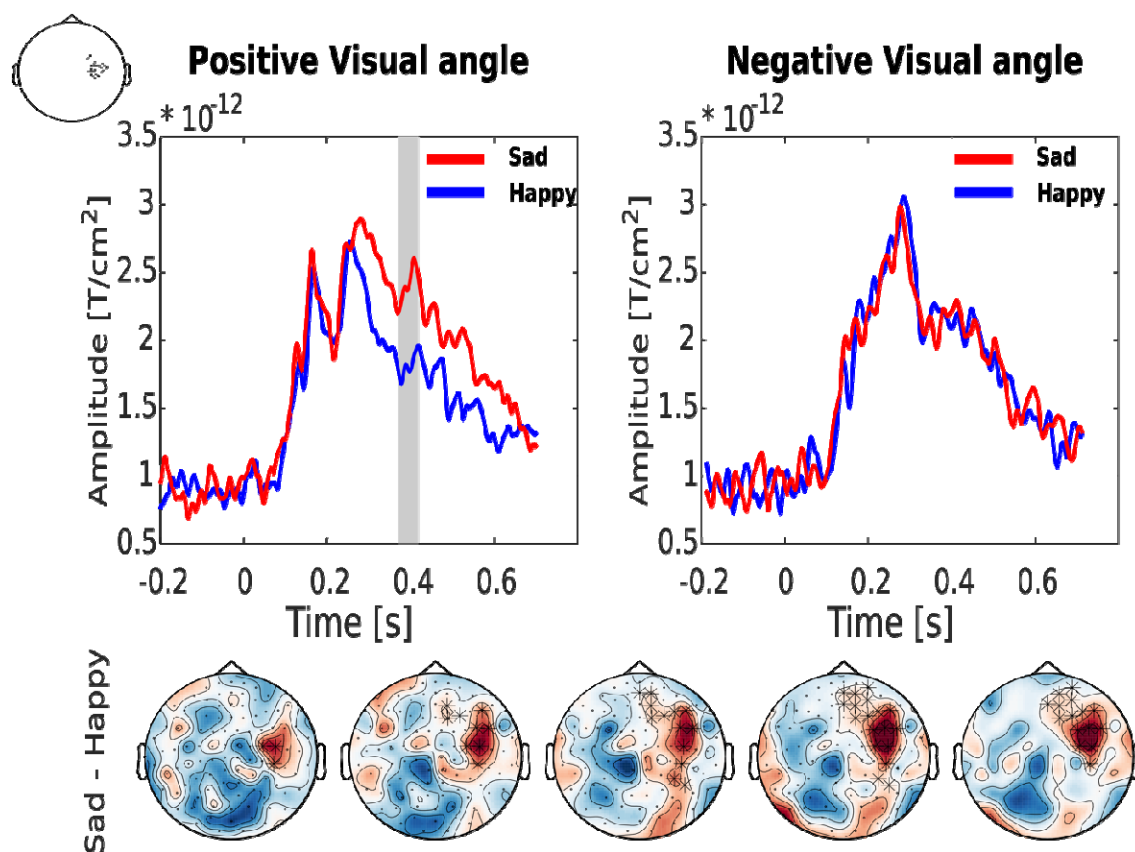 Positive Visual angle
Negative Visual angle
* 10-12
* 10-12
3.5
3
2.5
2
1.5
1
0.5
Amplitude [T/cm2]
Sad
Happy
-0.2
0
0.2
0.4
0.6
Time [s]
3.5
3
2.5
2
1.5
1
0.5
Amplitude [T/cm2]
Sad
Happy
-0.2
0
0.2
0.4
0.6
Time [s]
Sad - Happy